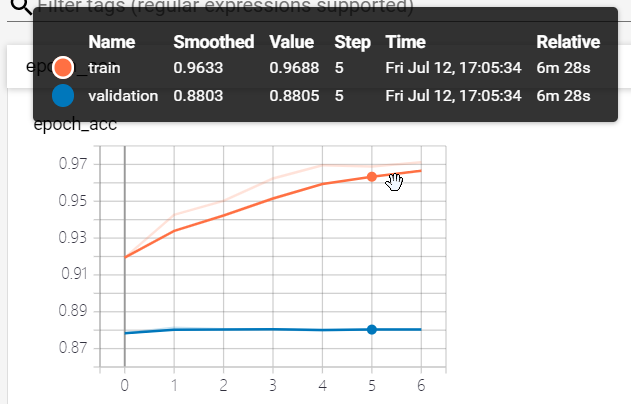 Filter tags (regular expressions supported)
Name Smoothed Value Step Time Relative
train 0.9633 0.9688 5 Fri Jul 12, 17:05:34 6m 28s
validation 0.8803 0.8805 5 Fri Jul 12, 17:05:34 6m 28s
epoch_acc
0.97
0.95
0.93
0.91
0.89
0.87
0 1 2 3 4 5 6